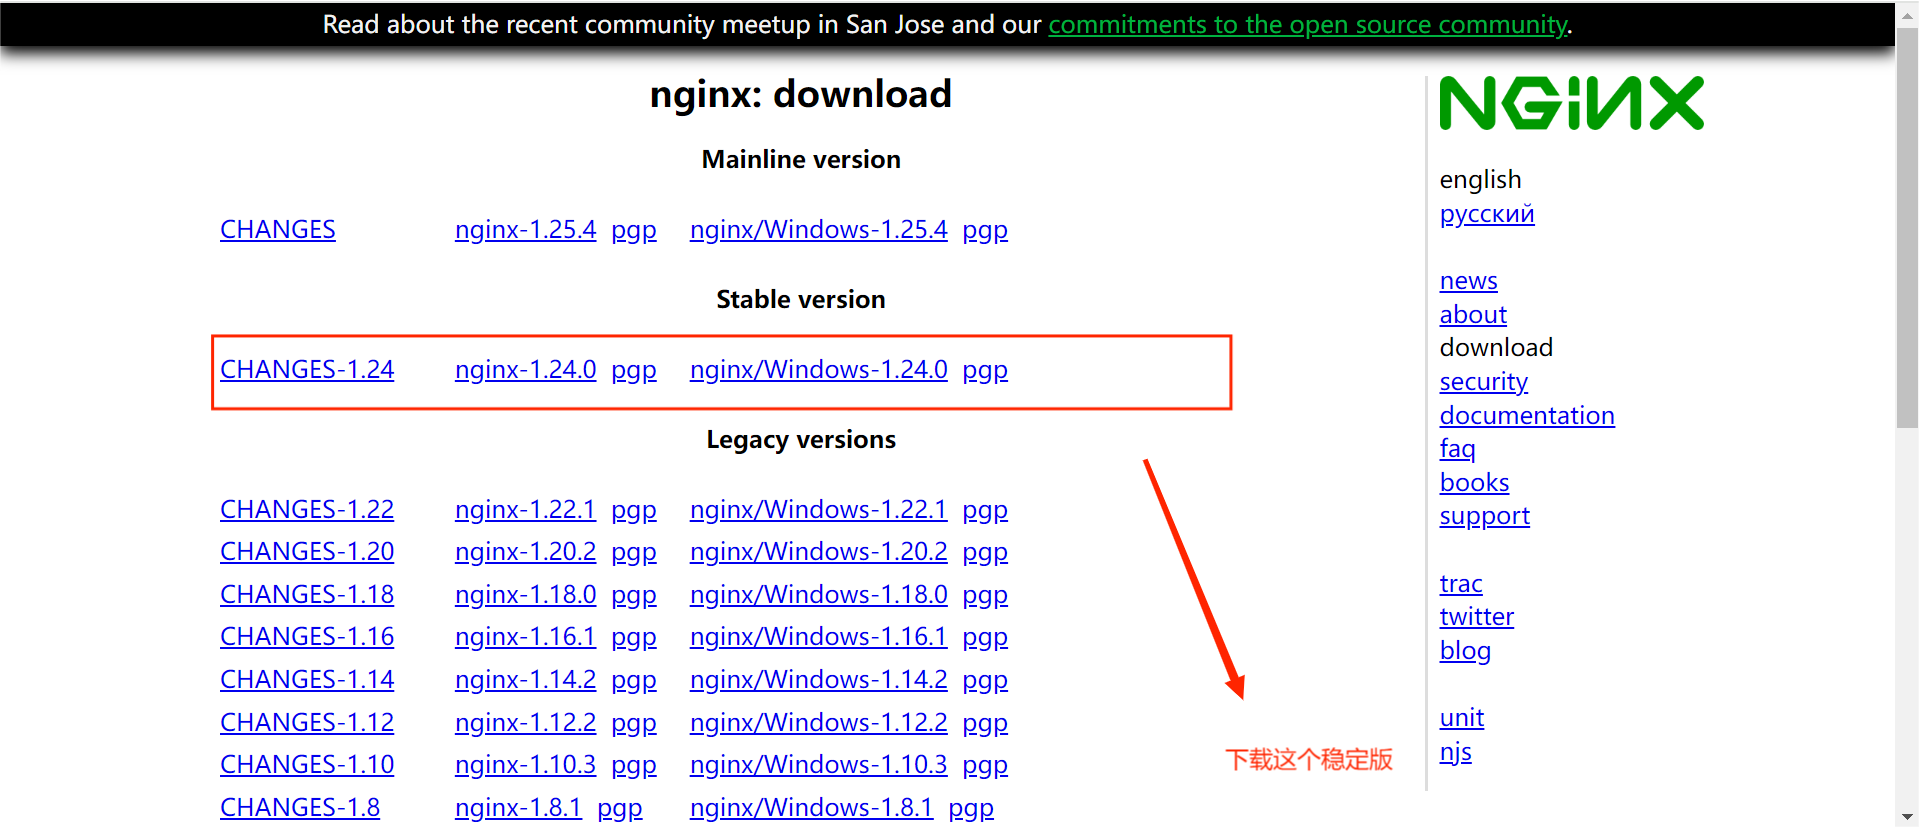 Read about the recent community meetup in San Jose and our commitments to the open source community.
nginx: download
Mainline version
CHANGES nginx-1.25.4 pgp nginx/Windows-1.25.4 pgp
Stable version
CHANGES-1.24 nginx-1.24.0 pgp nginx/Windows-1.24.0 pgp
Legacy versions
CHANGES-1.22 nginx-1.22.1 pgp nginx/Windows-1.22.1 pgp
CHANGES-1.20 nginx-1.20.2 pgp nginx/Windows-1.20.2 pgp
CHANGES-1.18 nginx-1.18.0 pgp nginx/Windows-1.18.0 pgp
CHANGES-1.16 nginx-1.16.1 pgp nginx/Windows-1.16.1 pgp
CHANGES-1.14 nginx-1.14.2 pgp nginx/Windows-1.14.2 pgp
CHANGES-1.12 nginx-1.12.2 pgp nginx/Windows-1.12.2 pgp
CHANGES-1.10 nginx-1.10.3 pgp nginx/Windows-1.10.3 pgp
CHANGES-1.8 nginx-1.8.1 pgp nginx/Windows-1.8.1 pgp
下载这个稳定版
NGiNX
english
русский
news
about
download
security
documentation
faq
books
support
trac
twitter
blog
unit
njs